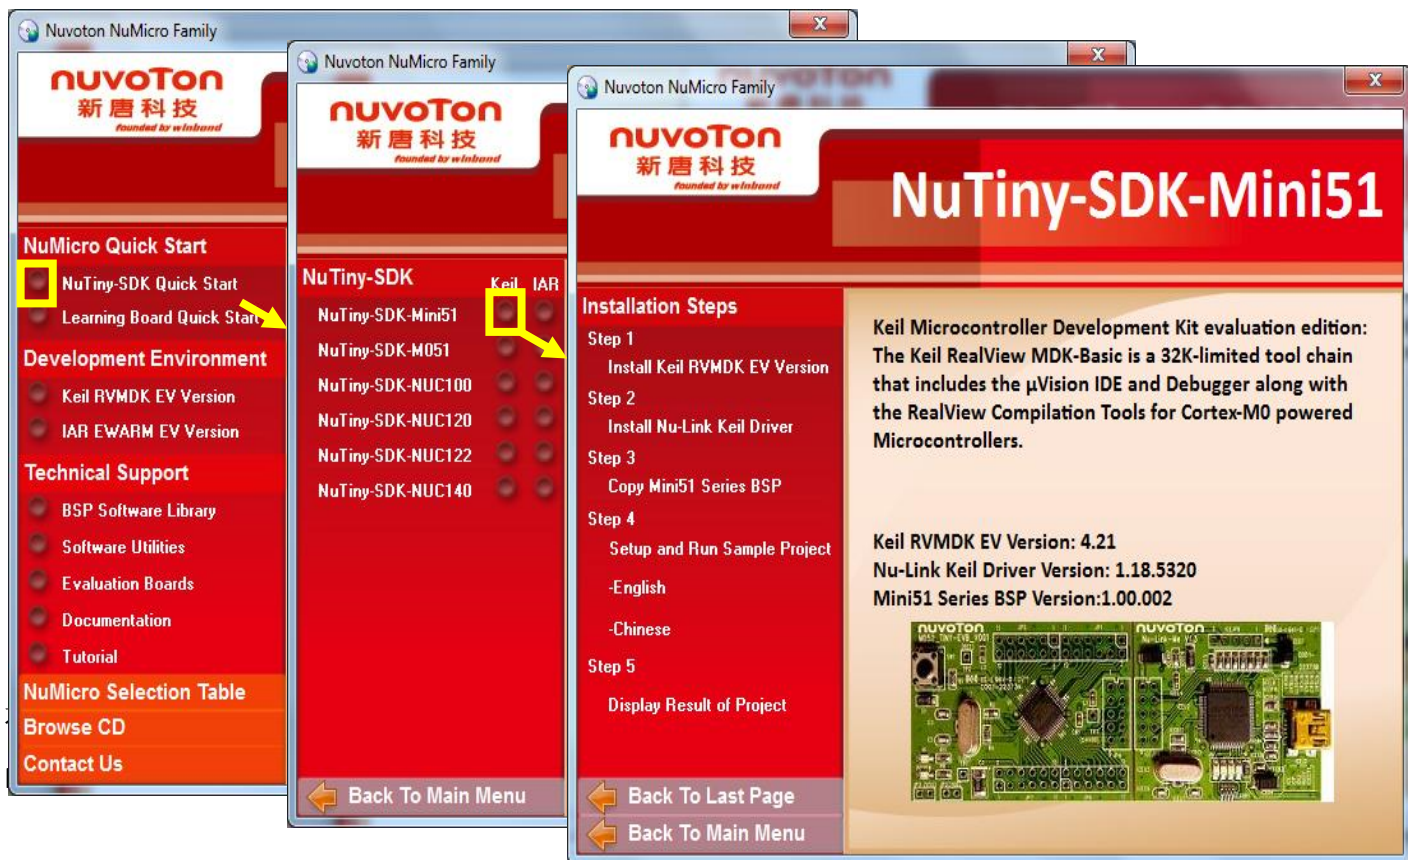 Nuvoton NuMicro Family
nuvoTon
新唐科技
founded by winbond
NuMicro Quick Start
NuTiny-SDK Quick Start
Learning Board Quick Start
Development Environment
Keil RVMDK EV Version
IAR EWARM EV Version
Technical Support
BSP Software Library
Software Utilities
Evaluation Boards
Documentation
Tutorial
NuMicro Selection Table
Browse CD
Contact Us
Nuvoton NuMicro Family
nuvoTon
新唐科技
founded by winbond
NuTiny-SDK Keil IAR
NuTiny-SDK-Mini51
NuTiny-SDK-M051
NuTiny-SDK-NUC100
NuTiny-SDK-NUC120
NuTiny-SDK-NUC122
NuTiny-SDK-NUC140
Back To Main Menu
Nuvoton NuMicro Family
nuvoTon
新唐科技
founded by winbond
NuTiny-SDK-Mini51
Installation Steps
Step 1
Install Keil RVMDK EV Version
Step 2
Install Nu-Link Keil Driver
Step 3
Copy Mini51 Series BSP
Step 4
Setup and Run Sample Project
-English
-Chinese
Step 5
Display Result of Project
Back To Last Page
Back To Main Menu
Keil Microcontroller Development Kit evaluation edition:
The Keil RealView MDK-Basic is a 32K-limited tool chain
that includes the µVision IDE and Debugger along with
the RealView Compilation Tools for Cortex-M0 powered
Microcontrollers.
Keil RVMDK EV Version: 4.21
Nu-Link Keil Driver Version: 1.18.5320
Mini51 Series BSP Version:1.00.002
nuvoTon
nuvoTon